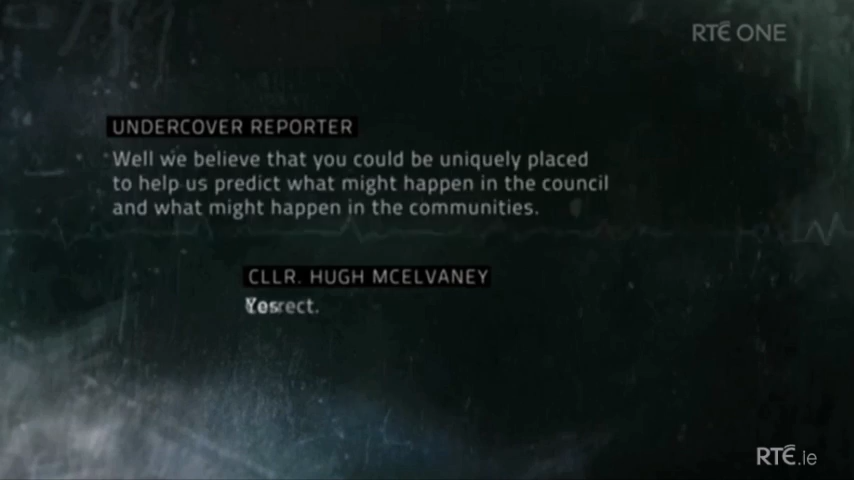 RTÉ ONE
UNDERCOVER REPORTER
Well we believe that you could be uniquely placed
to help us predict what might happen in the council
and what might happen in the communities.
CLLR. HUGH MCELVANEY
RTÉ.ie